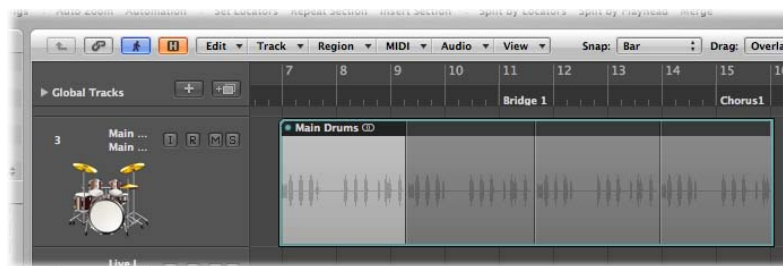 Auto Zoom Automation Set Locators Repeat Section Insert Section Split by Locators Split by Playhead Merge
H Edit Track Region MIDI Audio View Snap: Bar Drag:
7 8 9 10 11 12 13 14 15
Global Tracks
Bridge 1 Chorus1
Main Drums
3 Main ... I R M S
Main ...